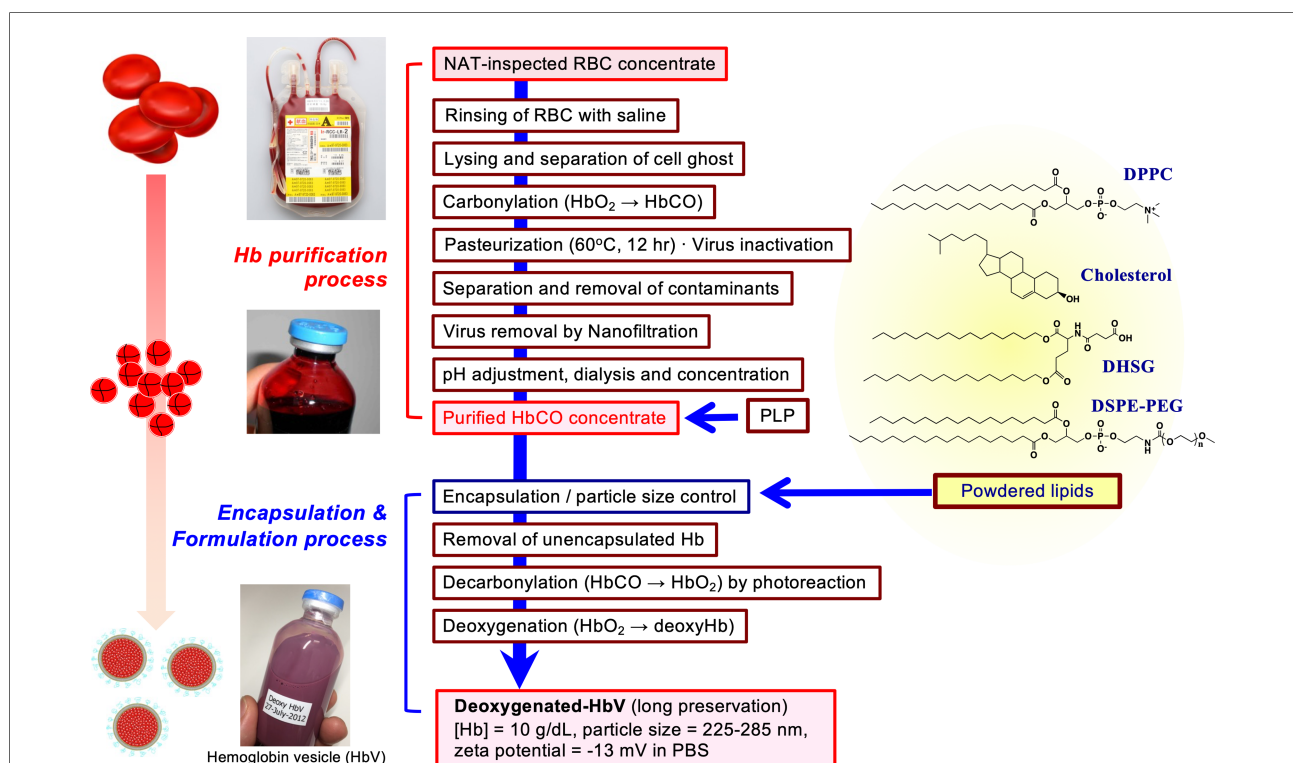 NAT-inspected RBC concentrate
Rinsing of RBC with saline
Lysing and separation of cell ghost
Carbonylation (HbO₂ → HbCO)
Pasteurization (60ºC, 12 hr) · Virus inactivation
Separation and removal of contaminants
Virus removal by Nanofiltration
pH adjustment, dialysis and concentration
Purified HbCO concentrate
PLP
Hb purification
process
A
DPPC
Cholesterol
DHSG
DSPE-PEG
O
O
O
O
O
P
O
O⁻
N⁺
OH
O
O
H
N
O
O
OH
O
O
O
O
O
O
O
P
O
O⁻
O
N
H
O
O
n
O
Powdered lipids
Encapsulation / particle size control
Removal of unencapsulated Hb
Decarbonylation (HbCO → HbO₂) by photoreaction
Deoxygenation (HbO₂ → deoxyHb)
Encapsulation &
Formulation process
Deoxy HbV
27-July-2012
Hemoglobin vesicle (HbV)
Deoxygenated-HbV (long preservation)
[Hb] = 10 g/dL, particle size = 225-285 nm,
zeta potential = -13 mV in PBS